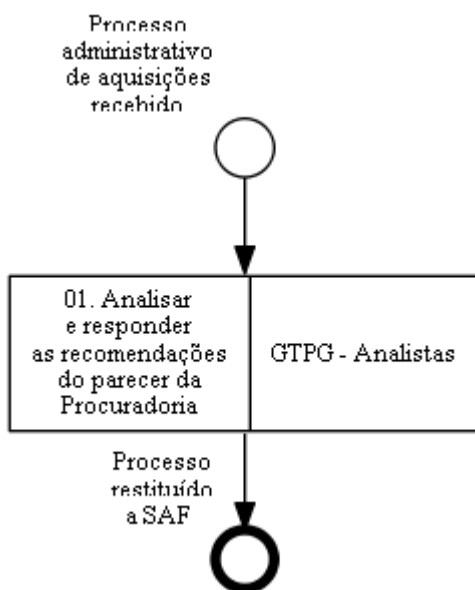 Processo
administrativo
de aquisições
recebido
01. Analisar
e responder
as recomendações
do parecer da
Procuradoria
GTPG - Analistas
Processo
restituído
a SAF